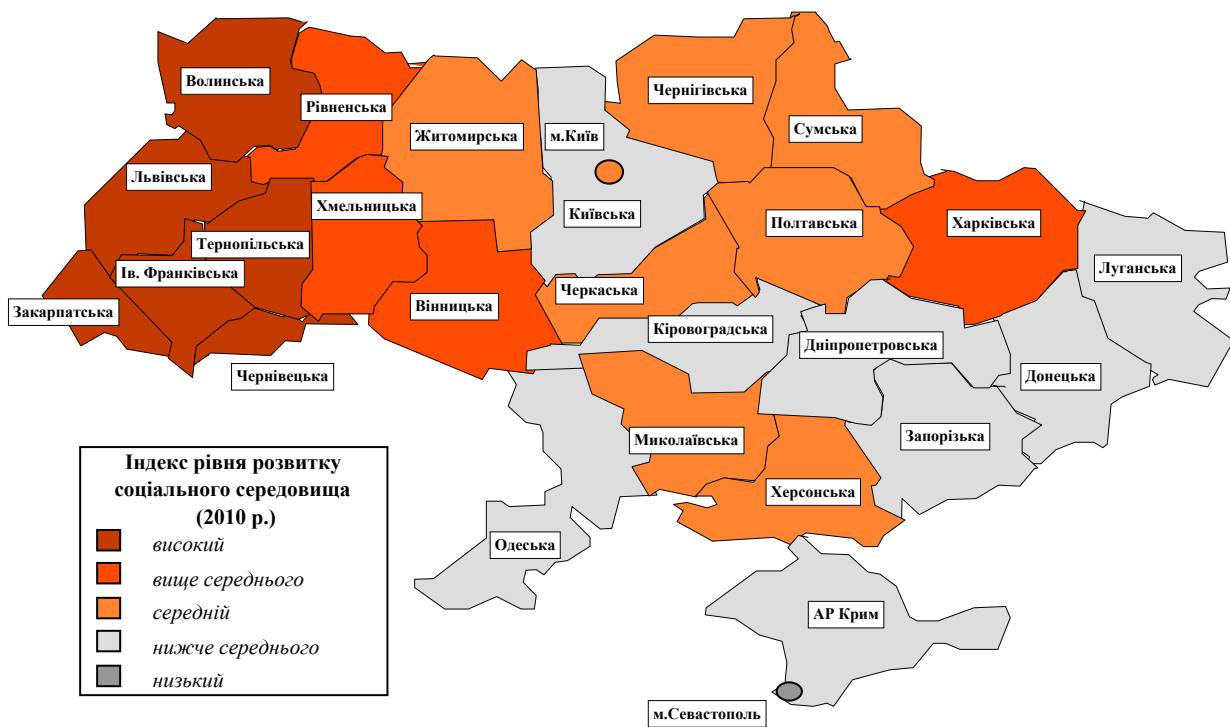 Волинська
Рівненська
Чернігівська
Житомирська
м.Київ
Сумська
Львівська
Хмельницька
Київська
Полтавська
Харківська
Тернопільська
Ів. Франківська
Луганська
Закарпатська
Вінницька
Черкаська
Кіровоградська
Дніпропетровська
Чернівецька
Донецька
Миколаївська
Запорізька
Херсонська
Одеська
АР Крим
м.Севастополь
Індекс рівня розвитку
соціального середовища
(2010 р.)
високий
вище середнього
середній
нижче середнього
низький